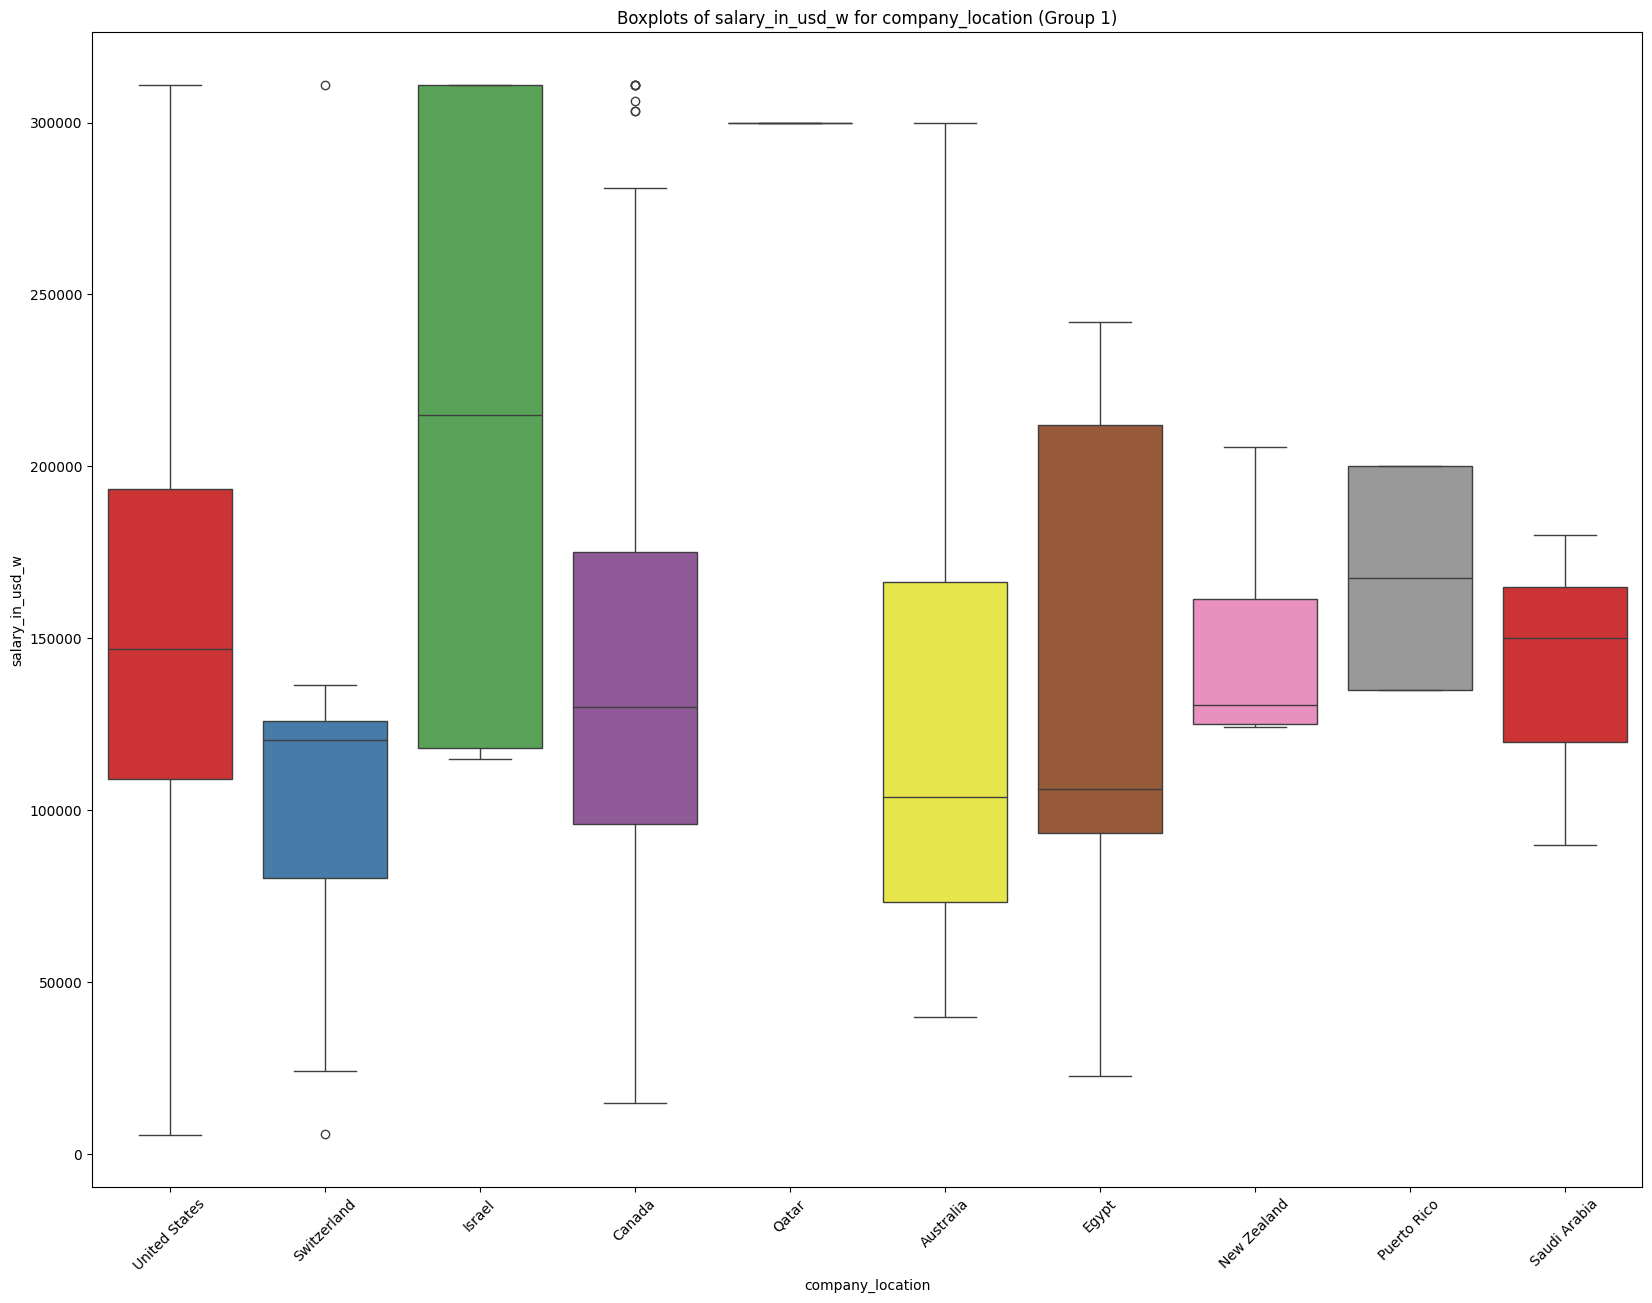 Boxplots of salary_in_usd_w for company_location (Group 1)
salary_in_usd_w
300000
250000
200000
150000
100000
50000
0
United States
Switzerland
Israel
Canada
Qatar
Australia
Egypt
New Zealand
Puerto Rico
Saudi Arabia
company_location